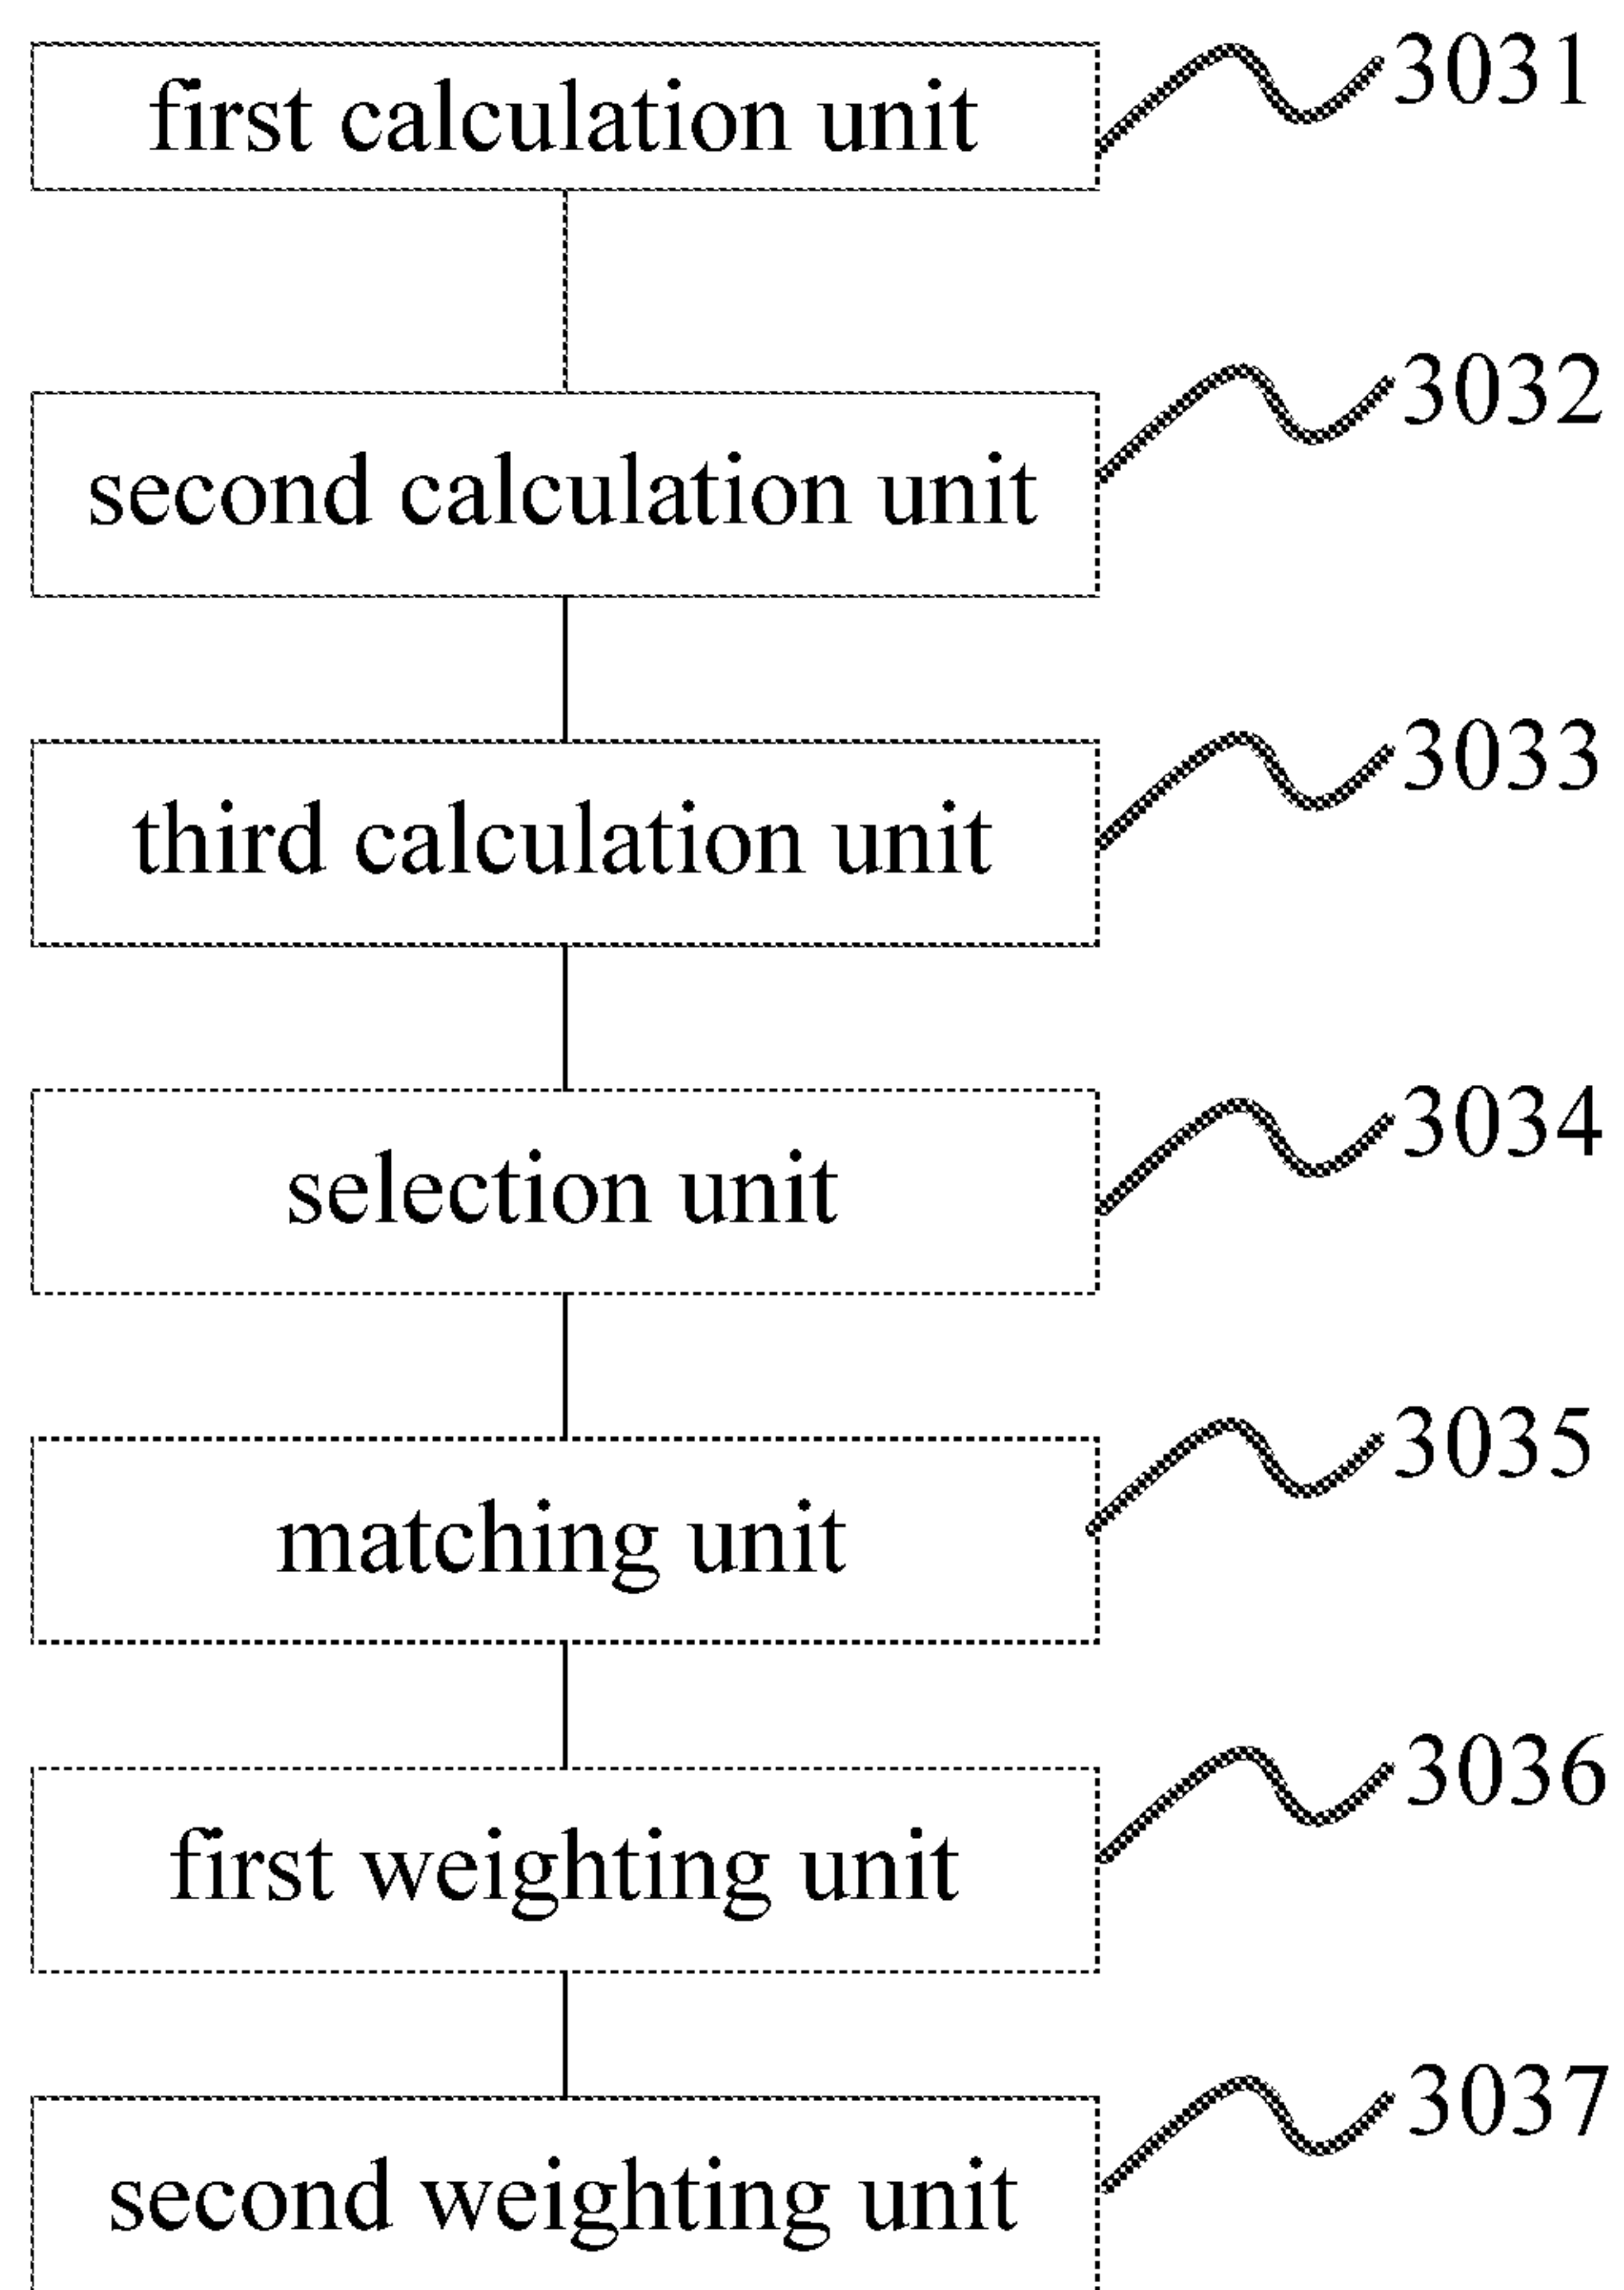 first calculation unit
3031
second calculation unit
3032
third calculation unit
3033
selection unit
3034
matching unit
3035
first weighting unit
3036
second weighting unit
3037